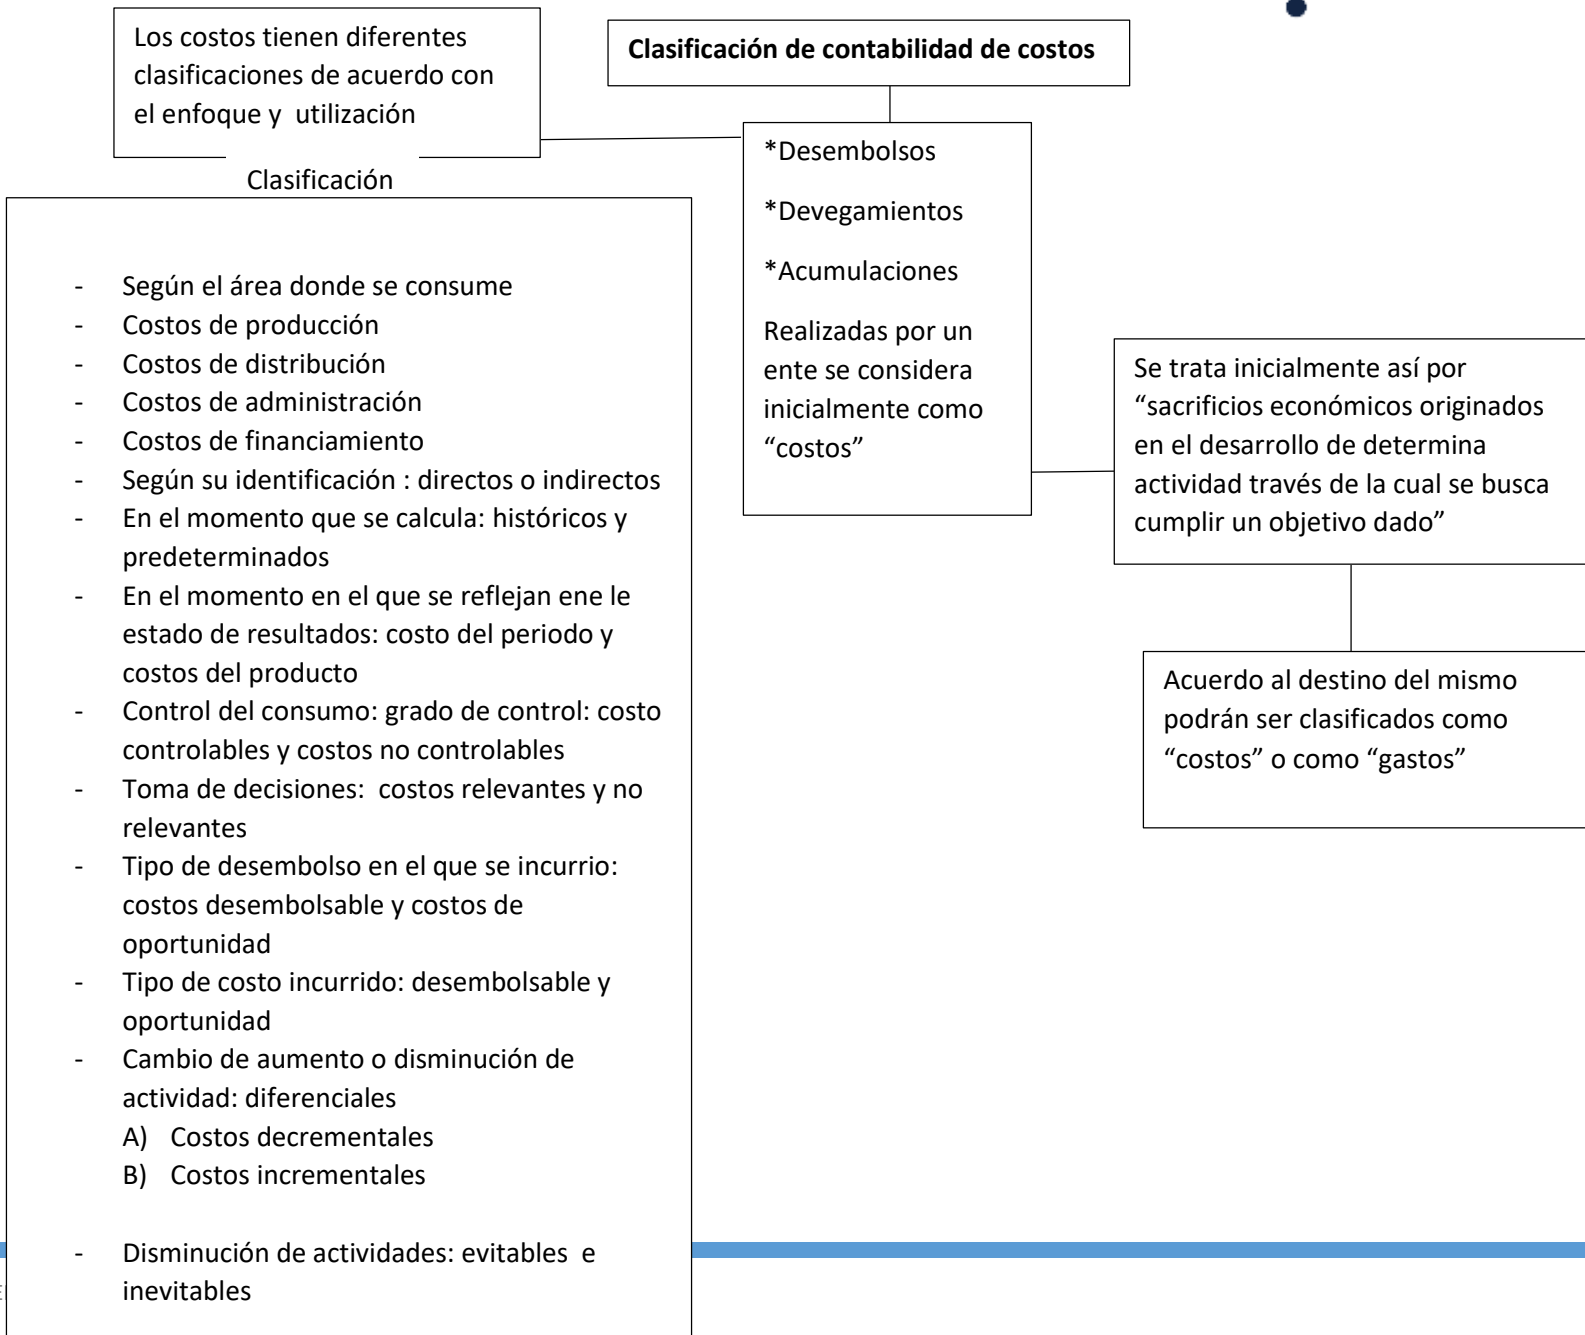 Los costos tienen diferentes
clasificaciones de acuerdo con
el enfoque y utilización
Clasificación de contabilidad de costos
*Desembolsos
*Devegamientos
*Acumulaciones
Realizadas por un
ente se considera
inicialmente como
“costos”
Clasificación
- Según el área donde se consume
- Costos de producción
- Costos de distribución
- Costos de administración
- Costos de financiamiento
- Según su identificación : directos o indirectos
- En el momento que se calcula: históricos y
predeterminados
- En el momento en el que se reflejan ene le
estado de resultados: costo del periodo y
costos del producto
- Control del consumo: grado de control: costo
controlables y costos no controlables
- Toma de decisiones: costos relevantes y no
relevantes
- Tipo de desembolso en el que se incurrio:
costos desembolsable y costos de
oportunidad
- Tipo de costo incurrido: desembolsable y
oportunidad
- Cambio de aumento o disminución de
actividad: diferenciales
A) Costos decrementales
B) Costos incrementales
- Disminución de actividades: evitables e
inevitables
Se trata inicialmente así por
“sacrificios económicos originados
en el desarrollo de determina
actividad través de la cual se busca
cumplir un objetivo dado”
Acuerdo al destino del mismo
podrán ser clasificados como
“costos” o como “gastos”